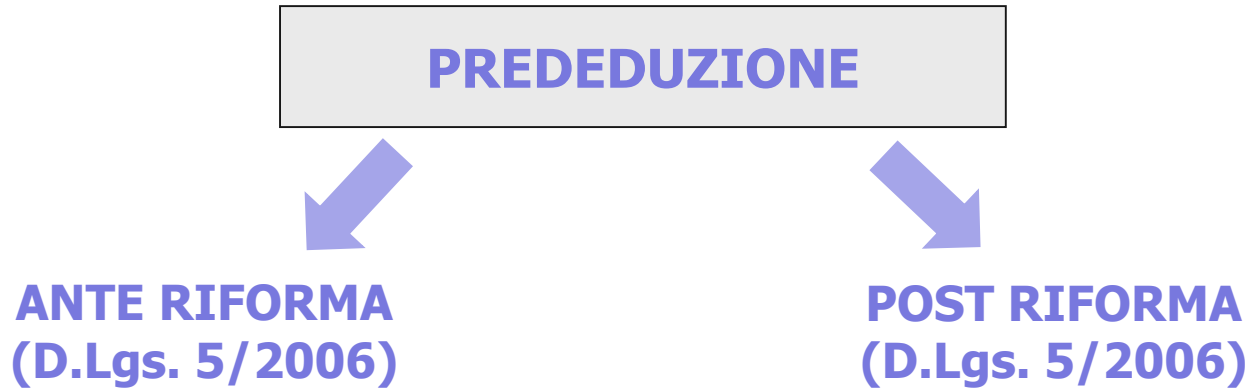 PREDEDUZIONE
ANTE RIFORMA
(D.Lgs. 5/2006)
POST RIFORMA
(D.Lgs. 5/2006)